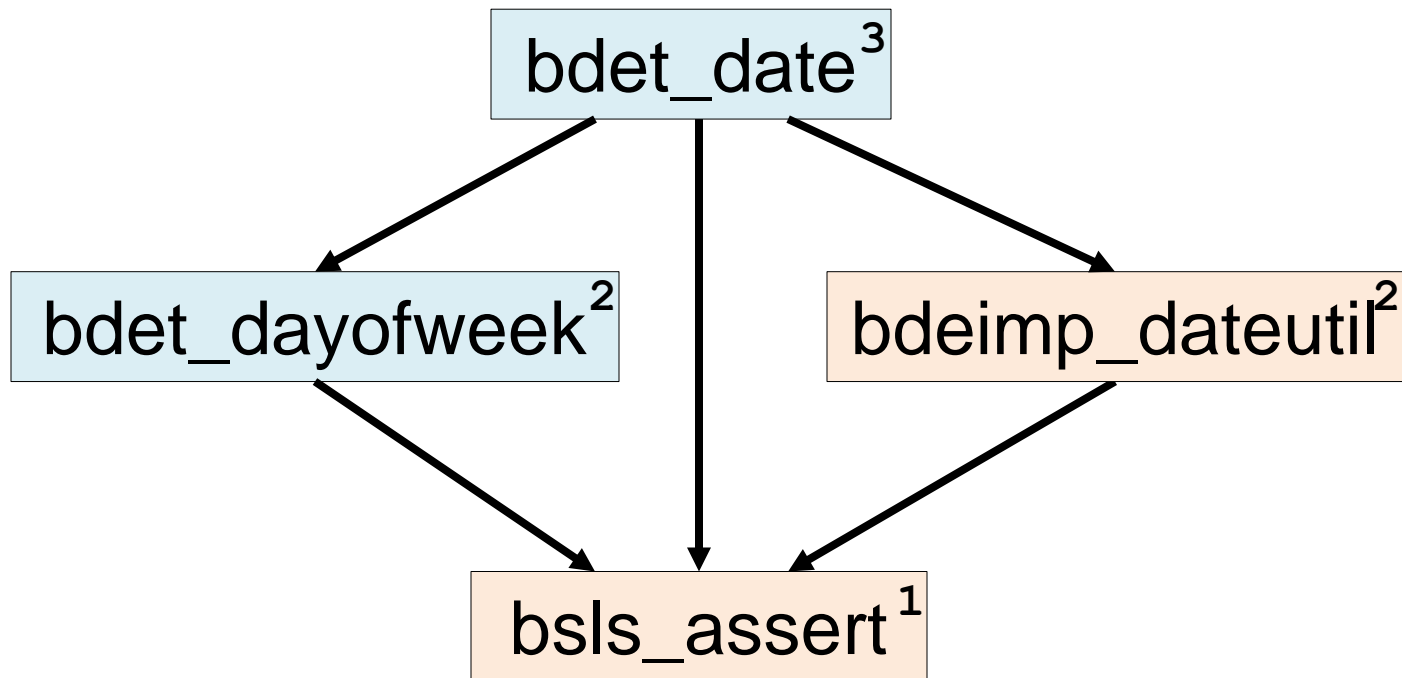 bdet_date³
bdet_dayofweek²
bdeimp_dateutil²
bsls_assert¹